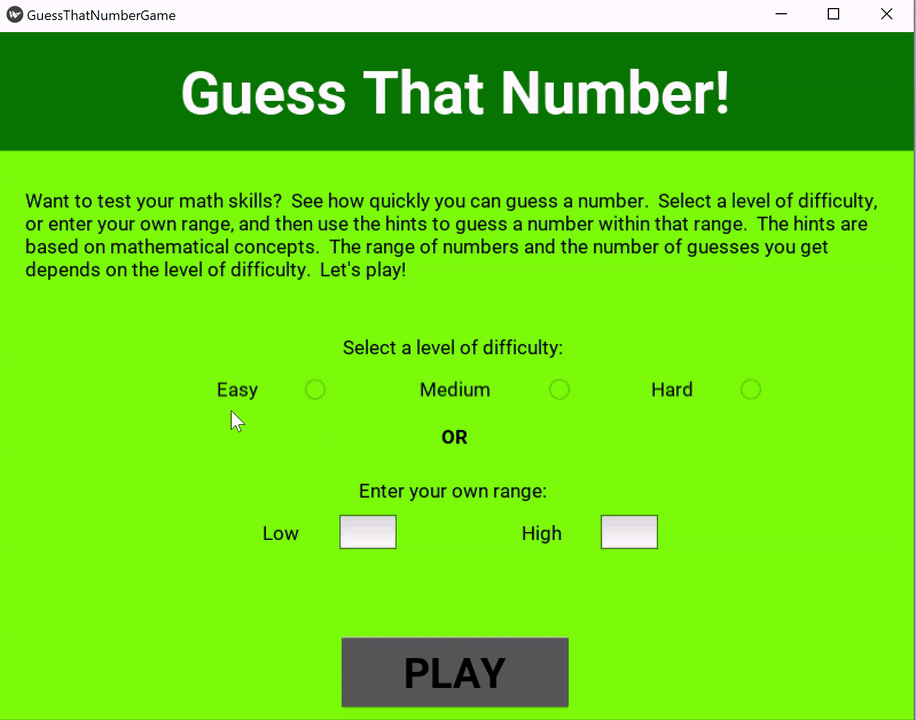 GuessThatNumberGame
Guess That Number!
Want to test your math skills?  See how quickly you can guess a number.  Select a level of difficulty,
or enter your own range, and then use the hints to guess a number within that range.  The hints are
based on mathematical concepts.  The range of numbers and the number of guesses you get
depends on the level of difficulty.  Let's play!
Select a level of difficulty:
Easy Medium Hard
OR
Enter your own range:
Low High
PLAY